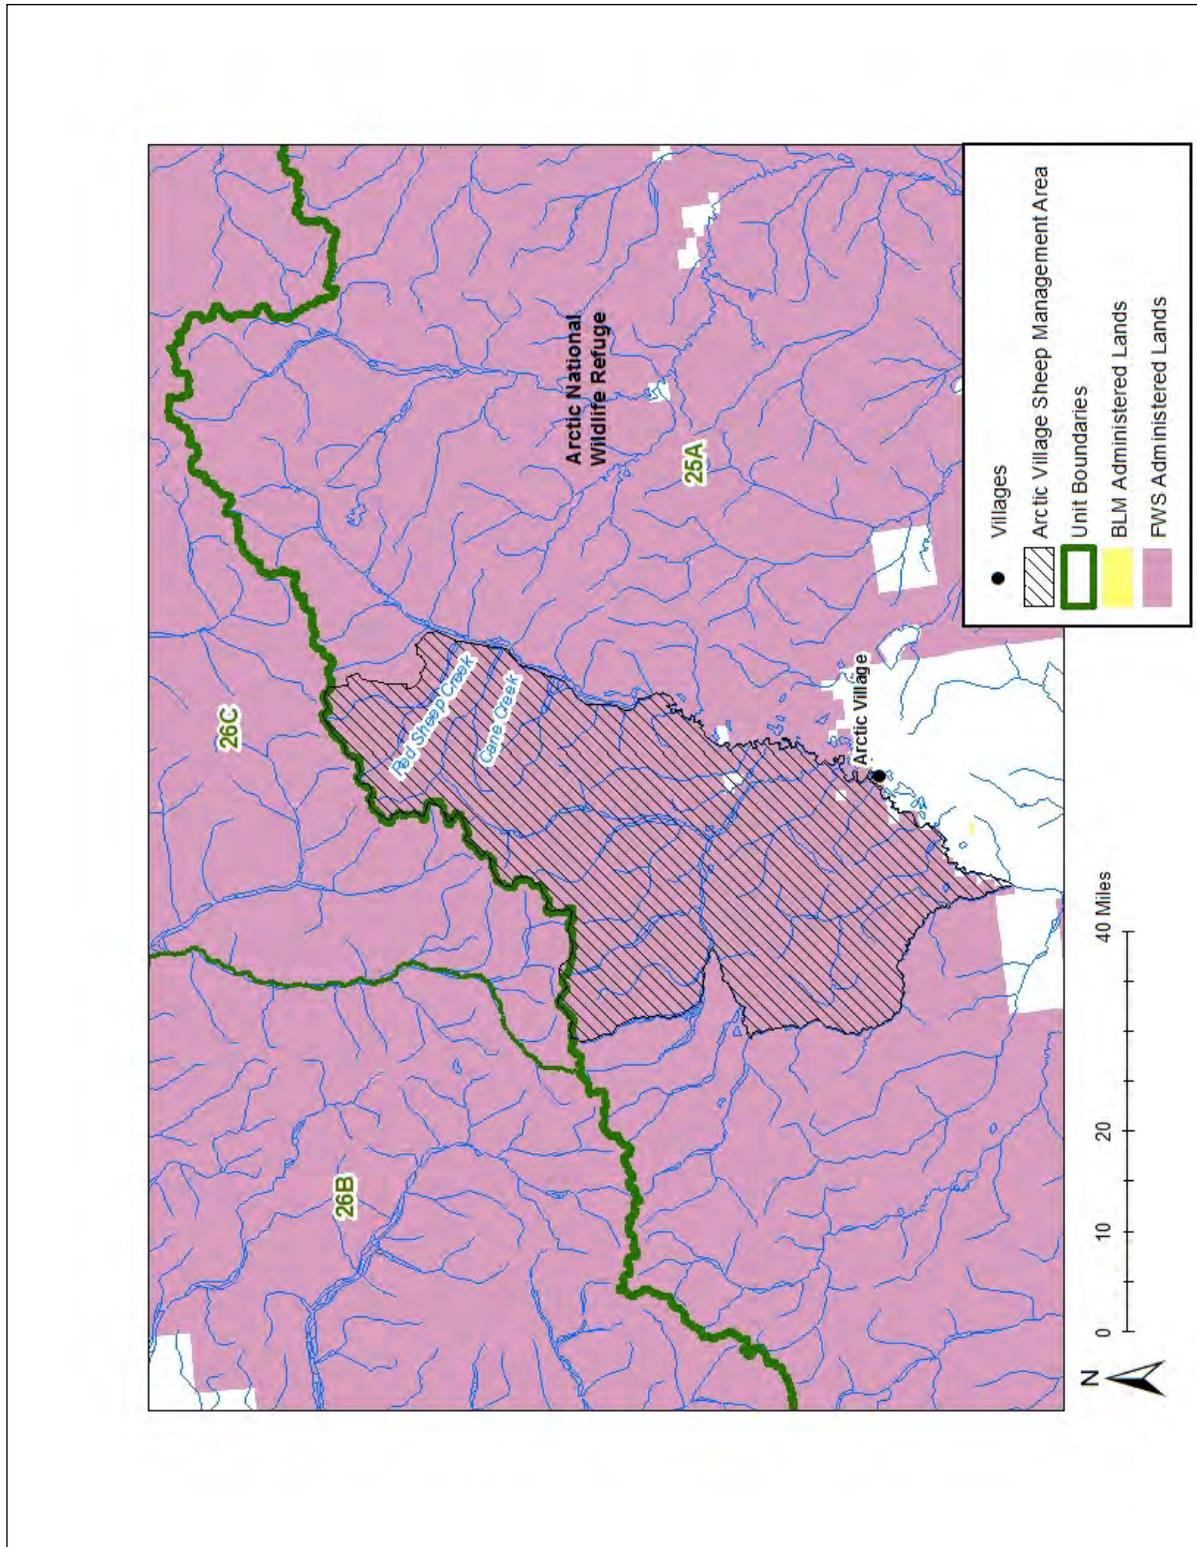 26C
26B
Red Sheep Creek
Cane Creek
Arctic National
Wildlife Refuge
25A
Arctic Village
Villages
Arctic Village Sheep Management Area
Unit Boundaries
BLM Administered Lands
FWS Administered Lands
N
0 10 20 40 Miles